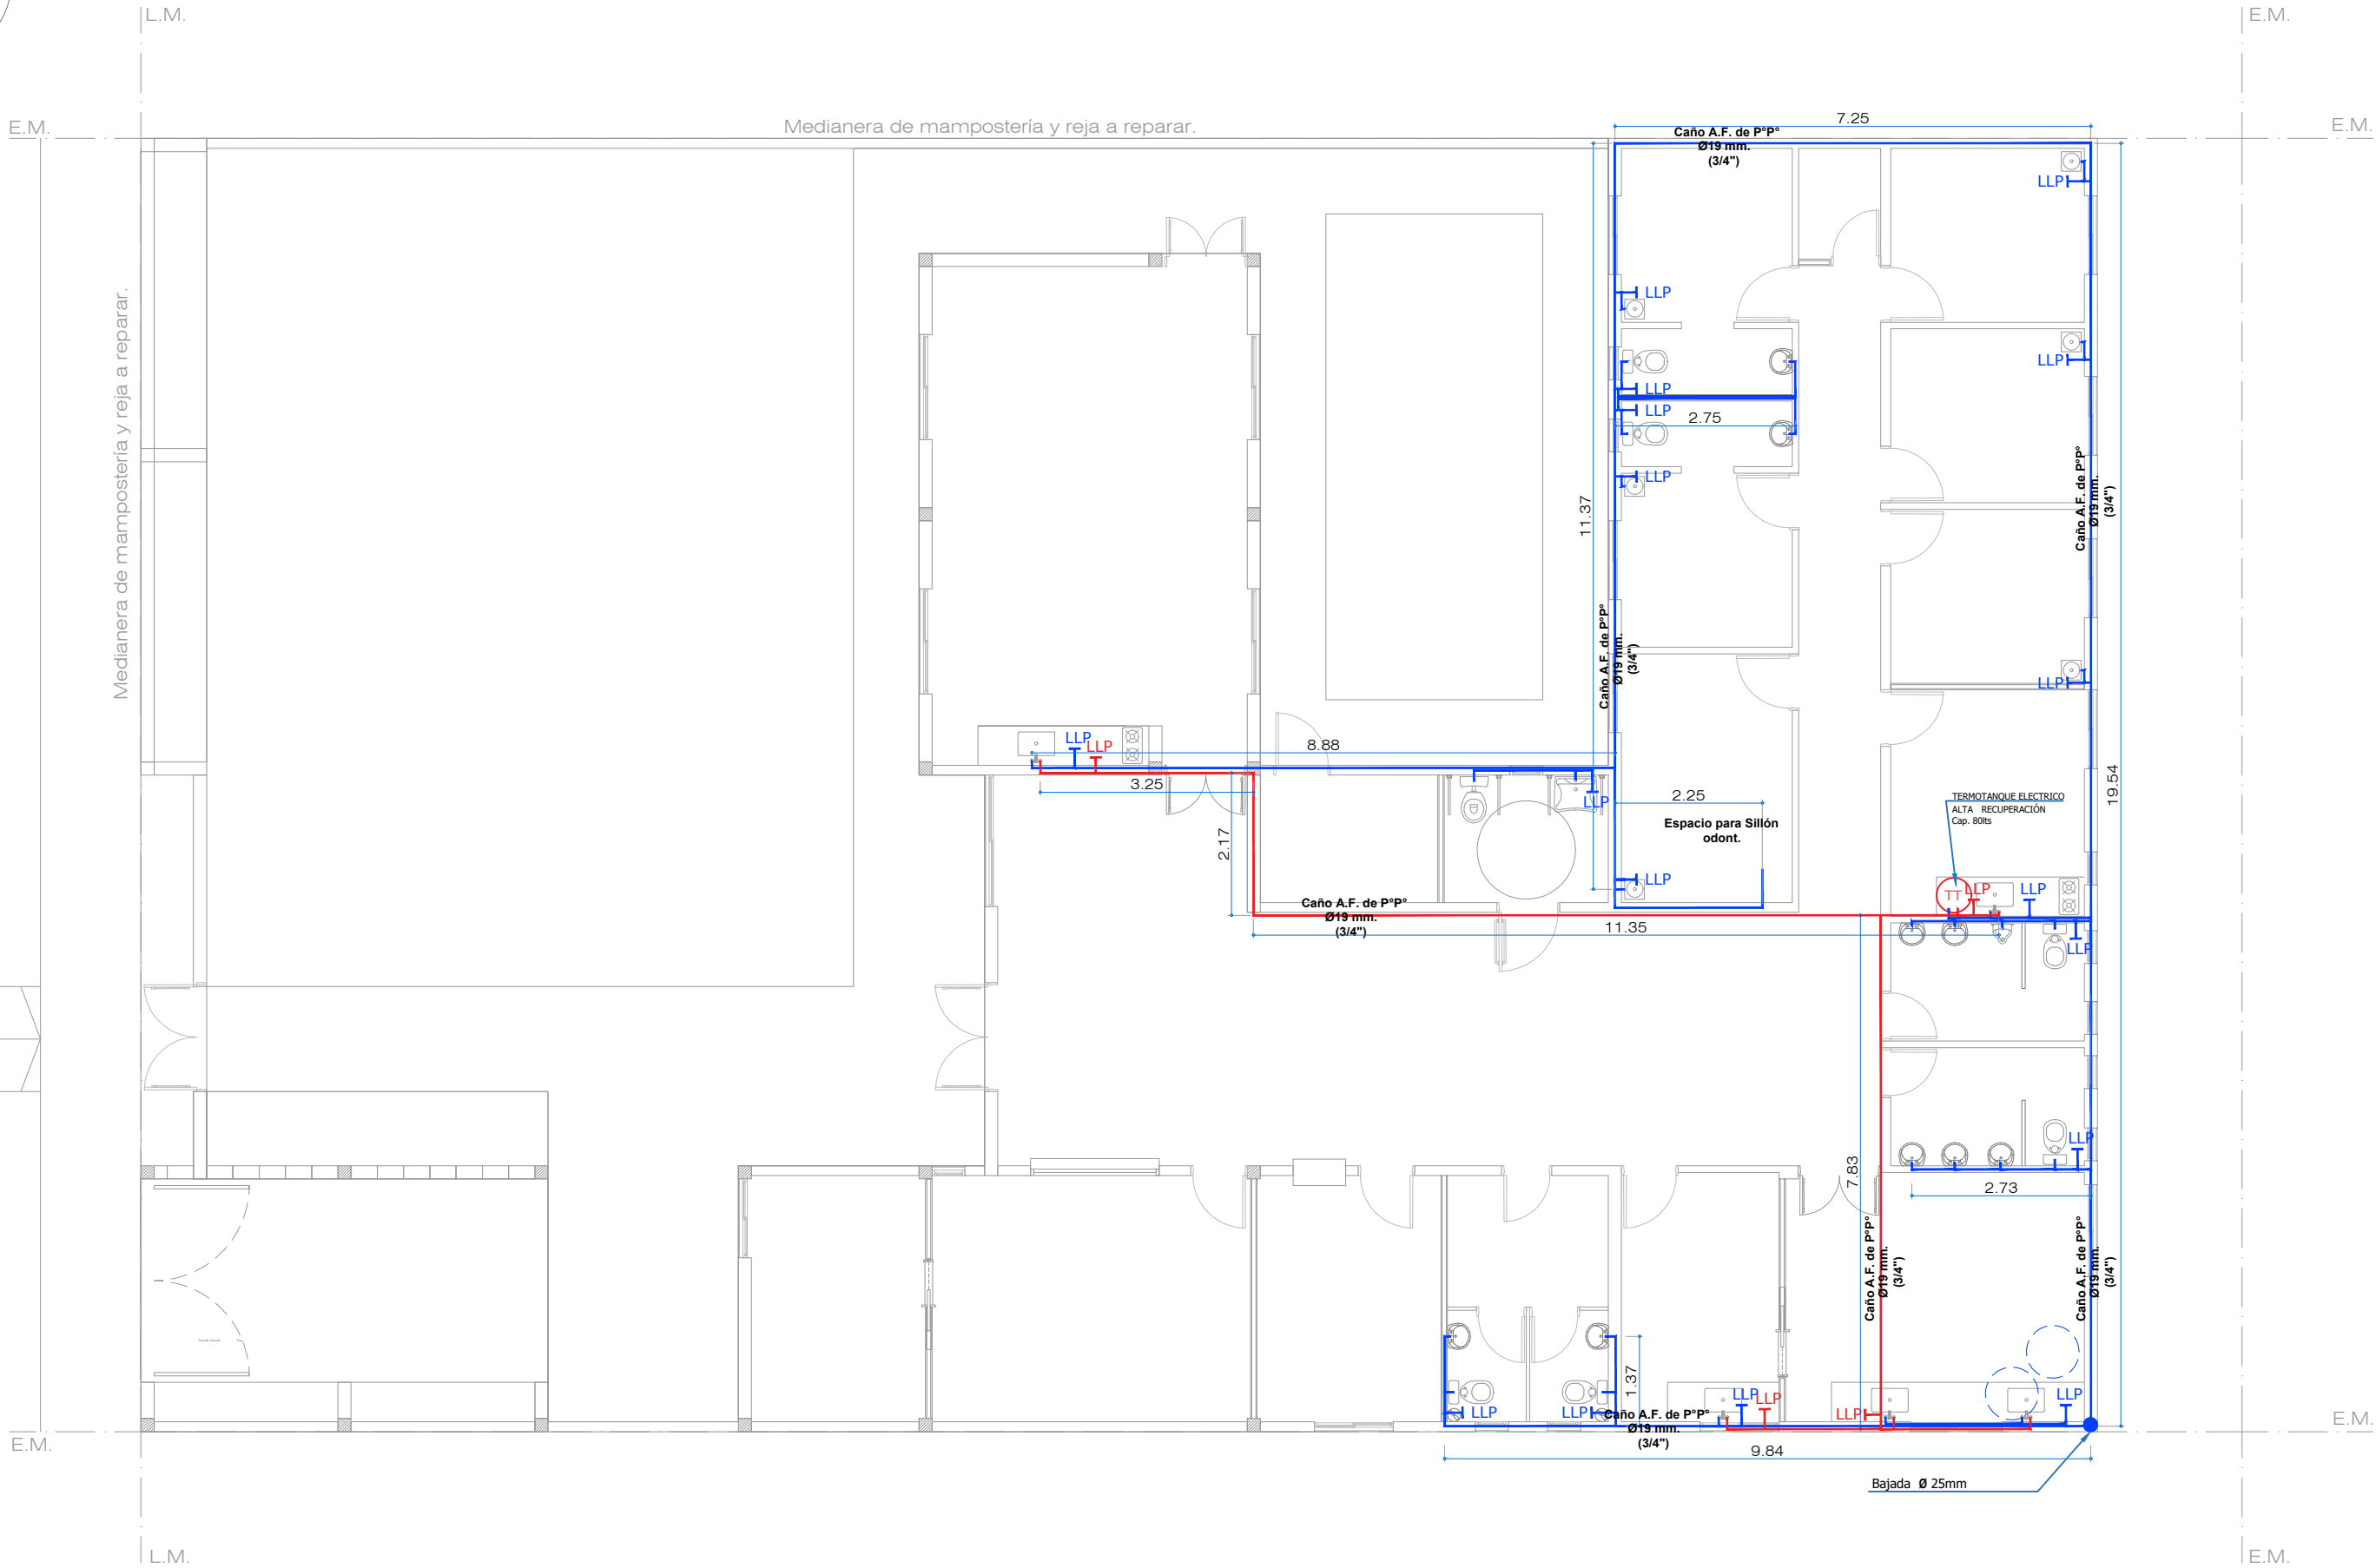 L.M.
E.M.
E.M.
Medianera de mampostería y reja a reparar.
E.M.
7.25
Caño A.F. de P°P°
Ø19 mm.
(3/4")
LLP
LLP
LLP
LLP
LLP
2.75
LLP
Medianera de mampostería y reja a reparar.
11.37
Caño A.F. de P°P°
Ø19 mm.
(3/4")
Caño A.F. de P°P°
Ø19 mm.
(3/4")
LLP
LLP
LLP
8.88
3.25
2.17
LLP
2.25
Espacio para Sillón
odont.
19.54
TERMOTANQUE ELECTRICO
ALTA RECUPERACIÓN
Cap. 80lts
TT
LLP
LLP
LLP
Caño A.F. de P°P°
Ø19 mm.
(3/4")
11.35
LLP
LLP
7.83
2.73
Caño A.F. de P°P°
Ø19 mm.
(3/4")
Caño A.F. de P°P°
Ø19 mm.
(3/4")
1.37
LLP
LLP
LLP
LLP
LLP
LLP
Caño A.F. de P°P°
Ø19 mm.
(3/4")
9.84
E.M.
E.M.
Bajada Ø 25mm
L.M.
E.M.